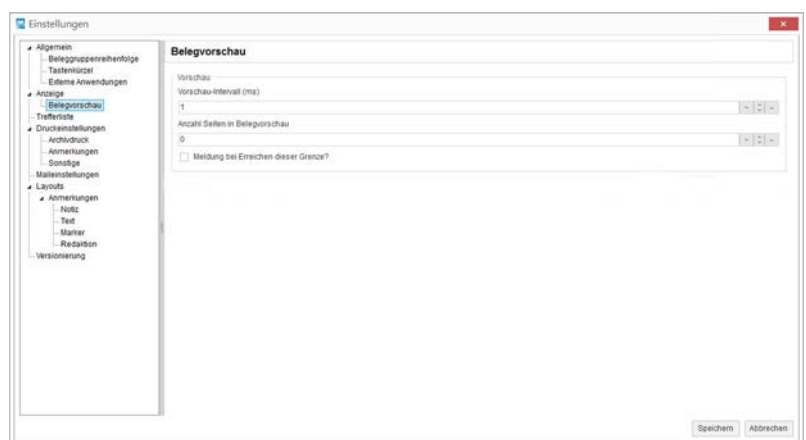 Einstellungen
Allgemein
Beleggruppenreihenfolge
Tastenkürzel
Externe Anwendungen
Anzeige
Belegvorschau
Trefferliste
Druckeinstellungen
Archivdruck
Anmerkungen
Sonstige
Maileinstellungen
Layouts
Anmerkungen
Notiz
Text
Marker
Redaktion
Versionierung
Belegvorschau
Vorschau
Vorschau-Intervall (ms)
1
Anzahl Seiten in Belegvorschau
0
Meldung bei Erreichen dieser Grenze?
Speichern Abbrechen